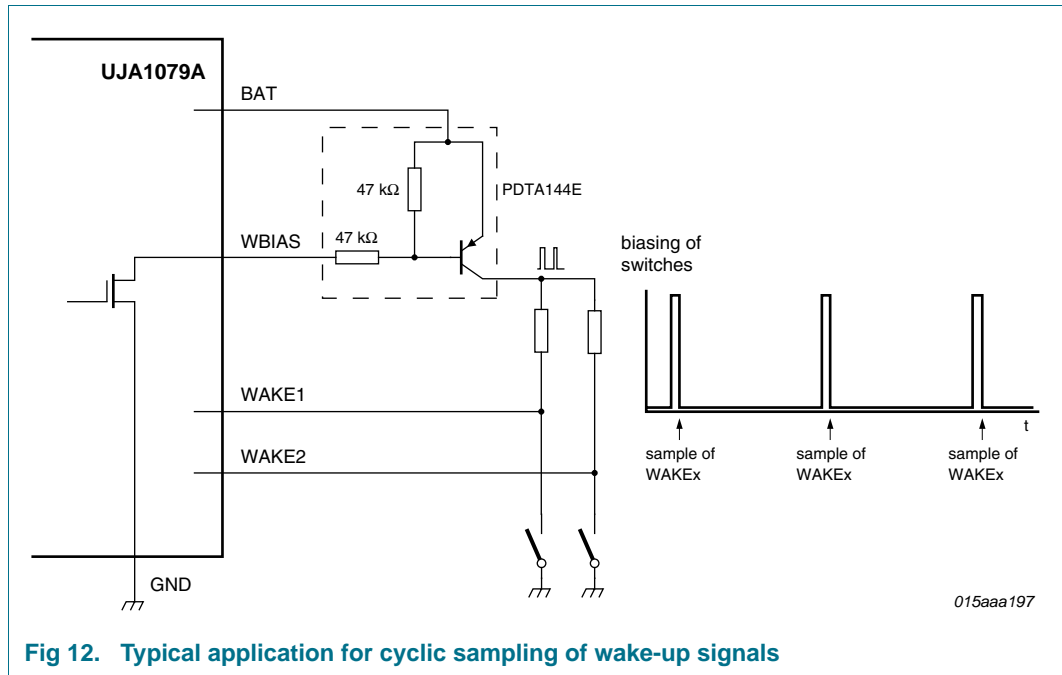 UJA1079A
BAT
47 kΩ
PDTA144E
WBIAS
47 kΩ
biasing of
switches
WAKE1
WAKE2
t
sample of
WAKEx
sample of
WAKEx
sample of
WAKEx
GND
015aaa197
Fig 12. Typical application for cyclic sampling of wake-up signals